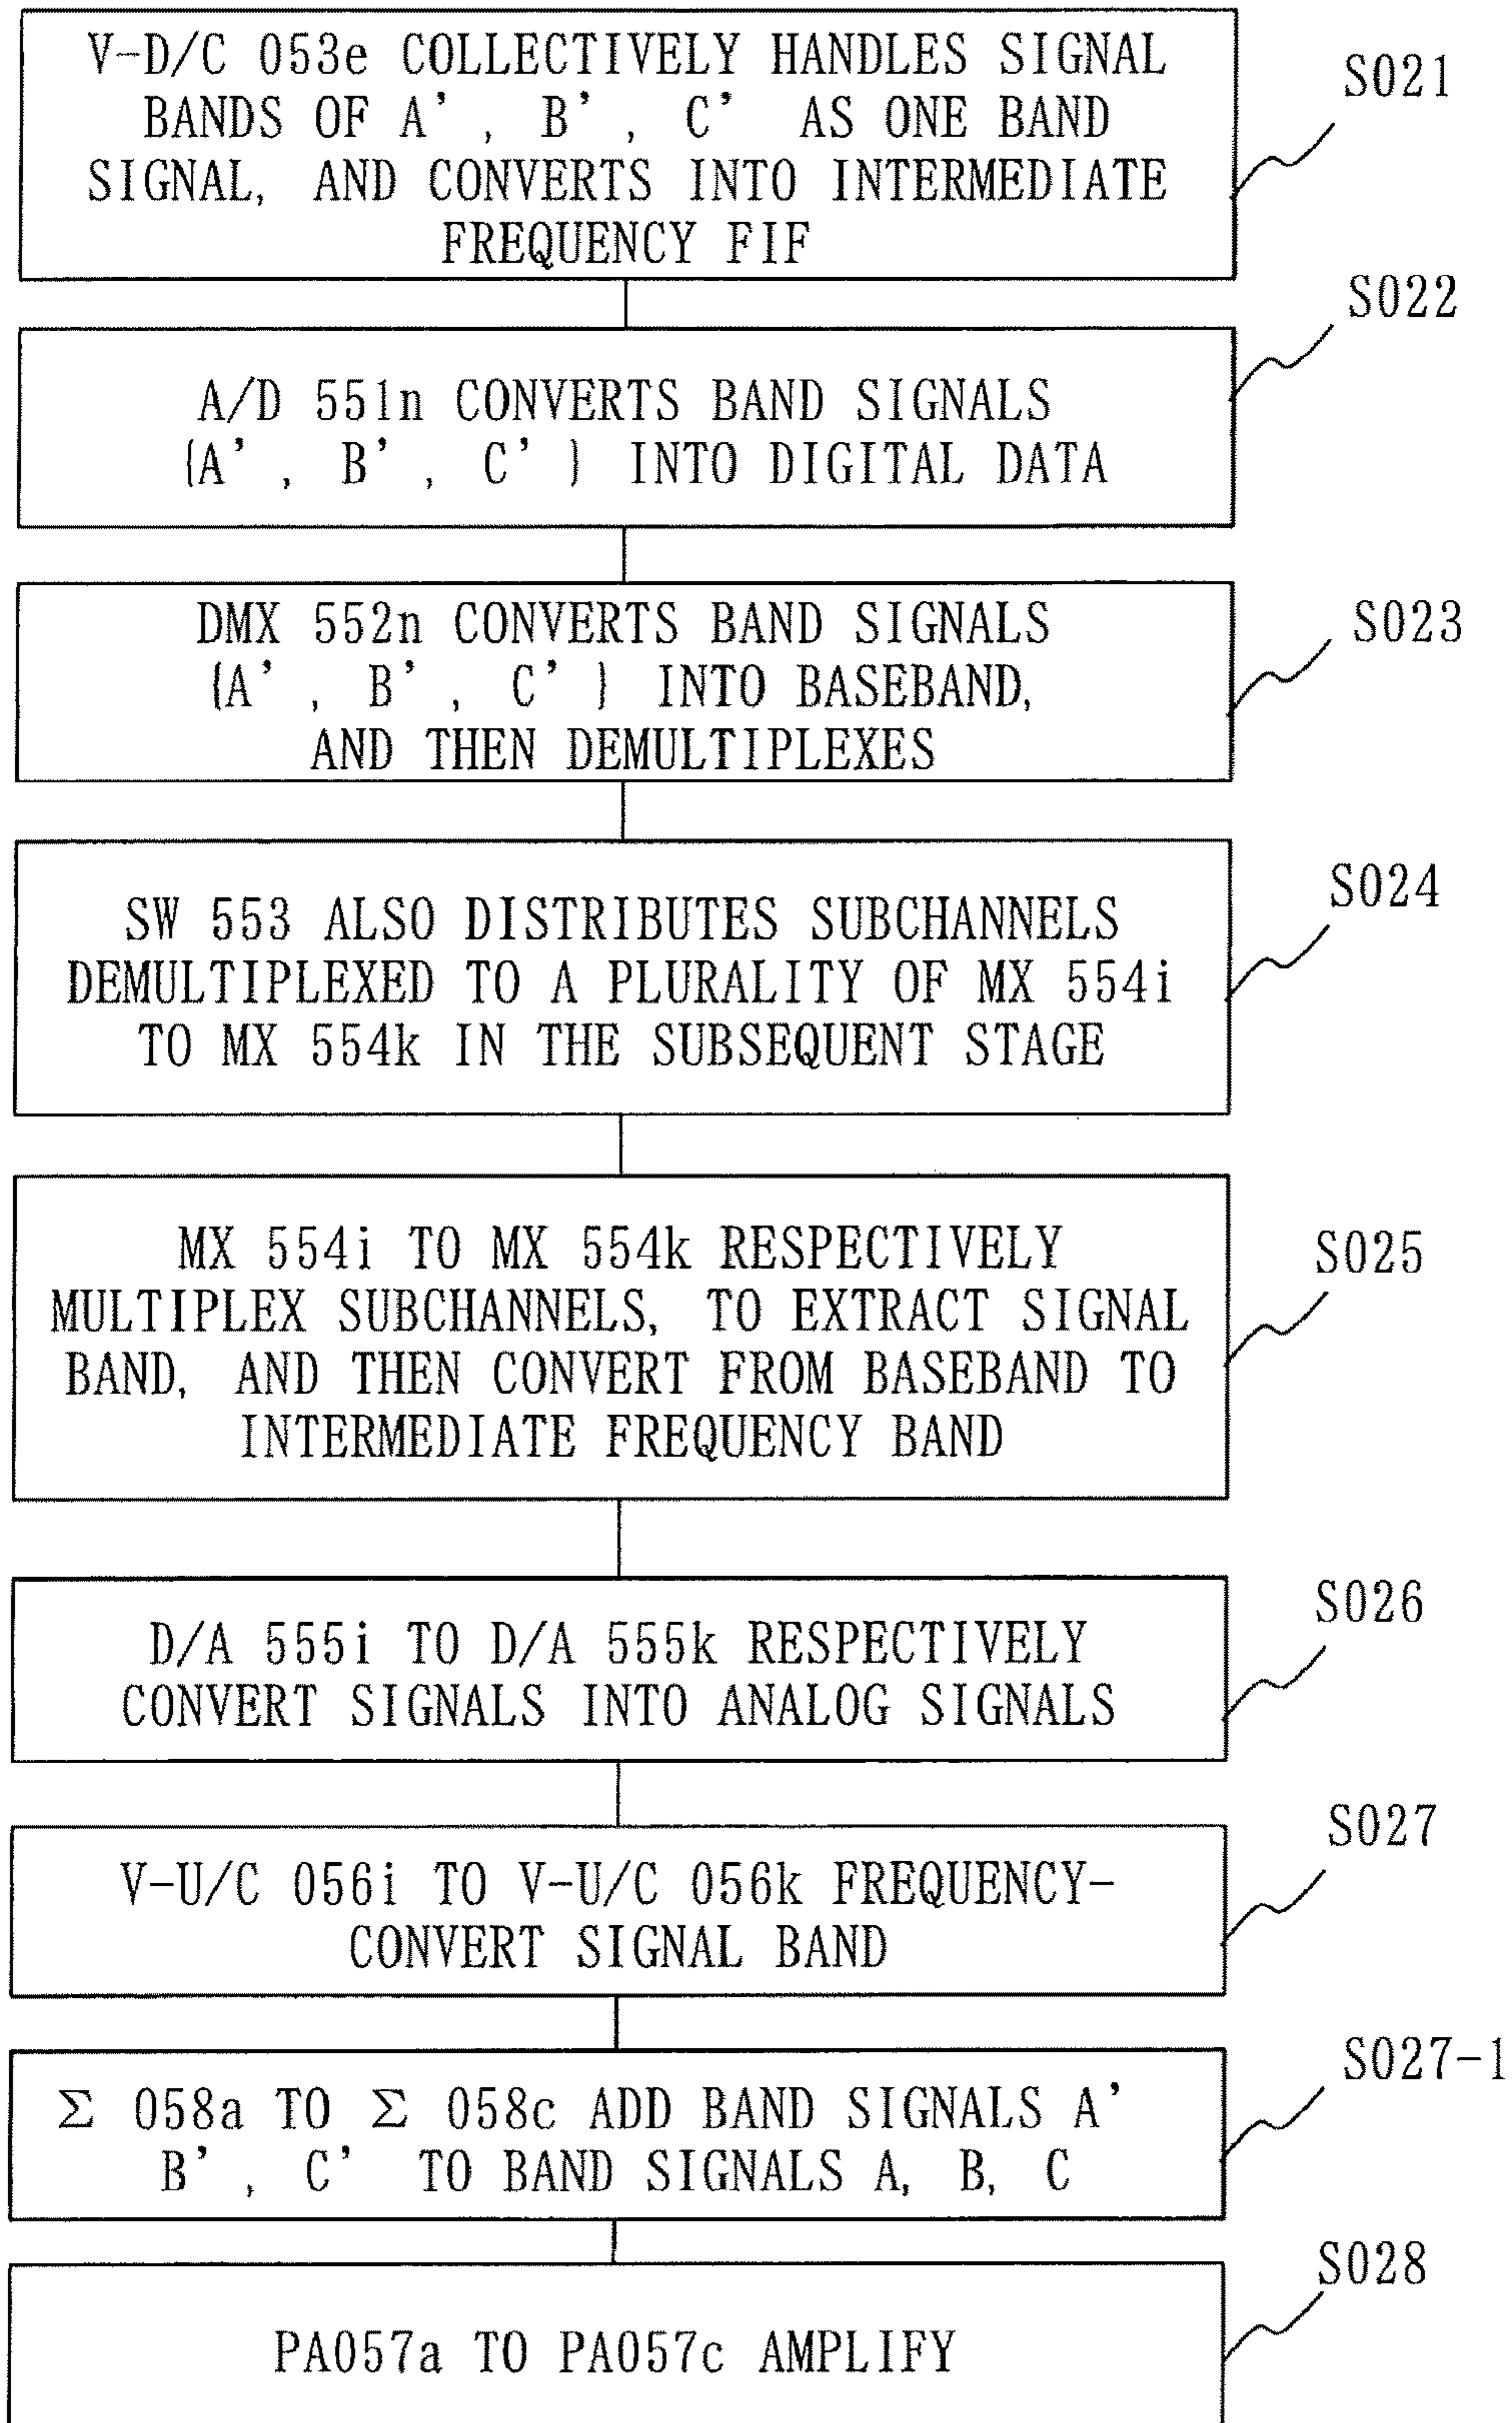 V-D/C 053e COLLECTIVELY HANDLES SIGNAL
BANDS OF A', B', C' AS ONE BAND
SIGNAL, AND CONVERTS INTO INTERMEDIATE
FREQUENCY FIF
S021
A/D 551n CONVERTS BAND SIGNALS
{A', B', C'} INTO DIGITAL DATA
S022
DMX 552n CONVERTS BAND SIGNALS
{A', B', C'} INTO BASEBAND,
AND THEN DEMULTIPLEXES
S023
SW 553 ALSO DISTRIBUTES SUBCHANNELS
DEMULTIPLEXED TO A PLURALITY OF MX 554i
TO MX 554k IN THE SUBSEQUENT STAGE
S024
MX 554i TO MX 554k RESPECTIVELY
MULTIPLEX SUBCHANNELS, TO EXTRACT SIGNAL
BAND, AND THEN CONVERT FROM BASEBAND TO
INTERMEDIATE FREQUENCY BAND
S025
D/A 555i TO D/A 555k RESPECTIVELY
CONVERT SIGNALS INTO ANALOG SIGNALS
S026
V-U/C 056i TO V-U/C 056k FREQUENCY-
CONVERT SIGNAL BAND
S027
Σ 058a TO Σ 058c ADD BAND SIGNALS A'
B', C' TO BAND SIGNALS A, B, C
S027-1
PA057a TO PA057c AMPLIFY
S028